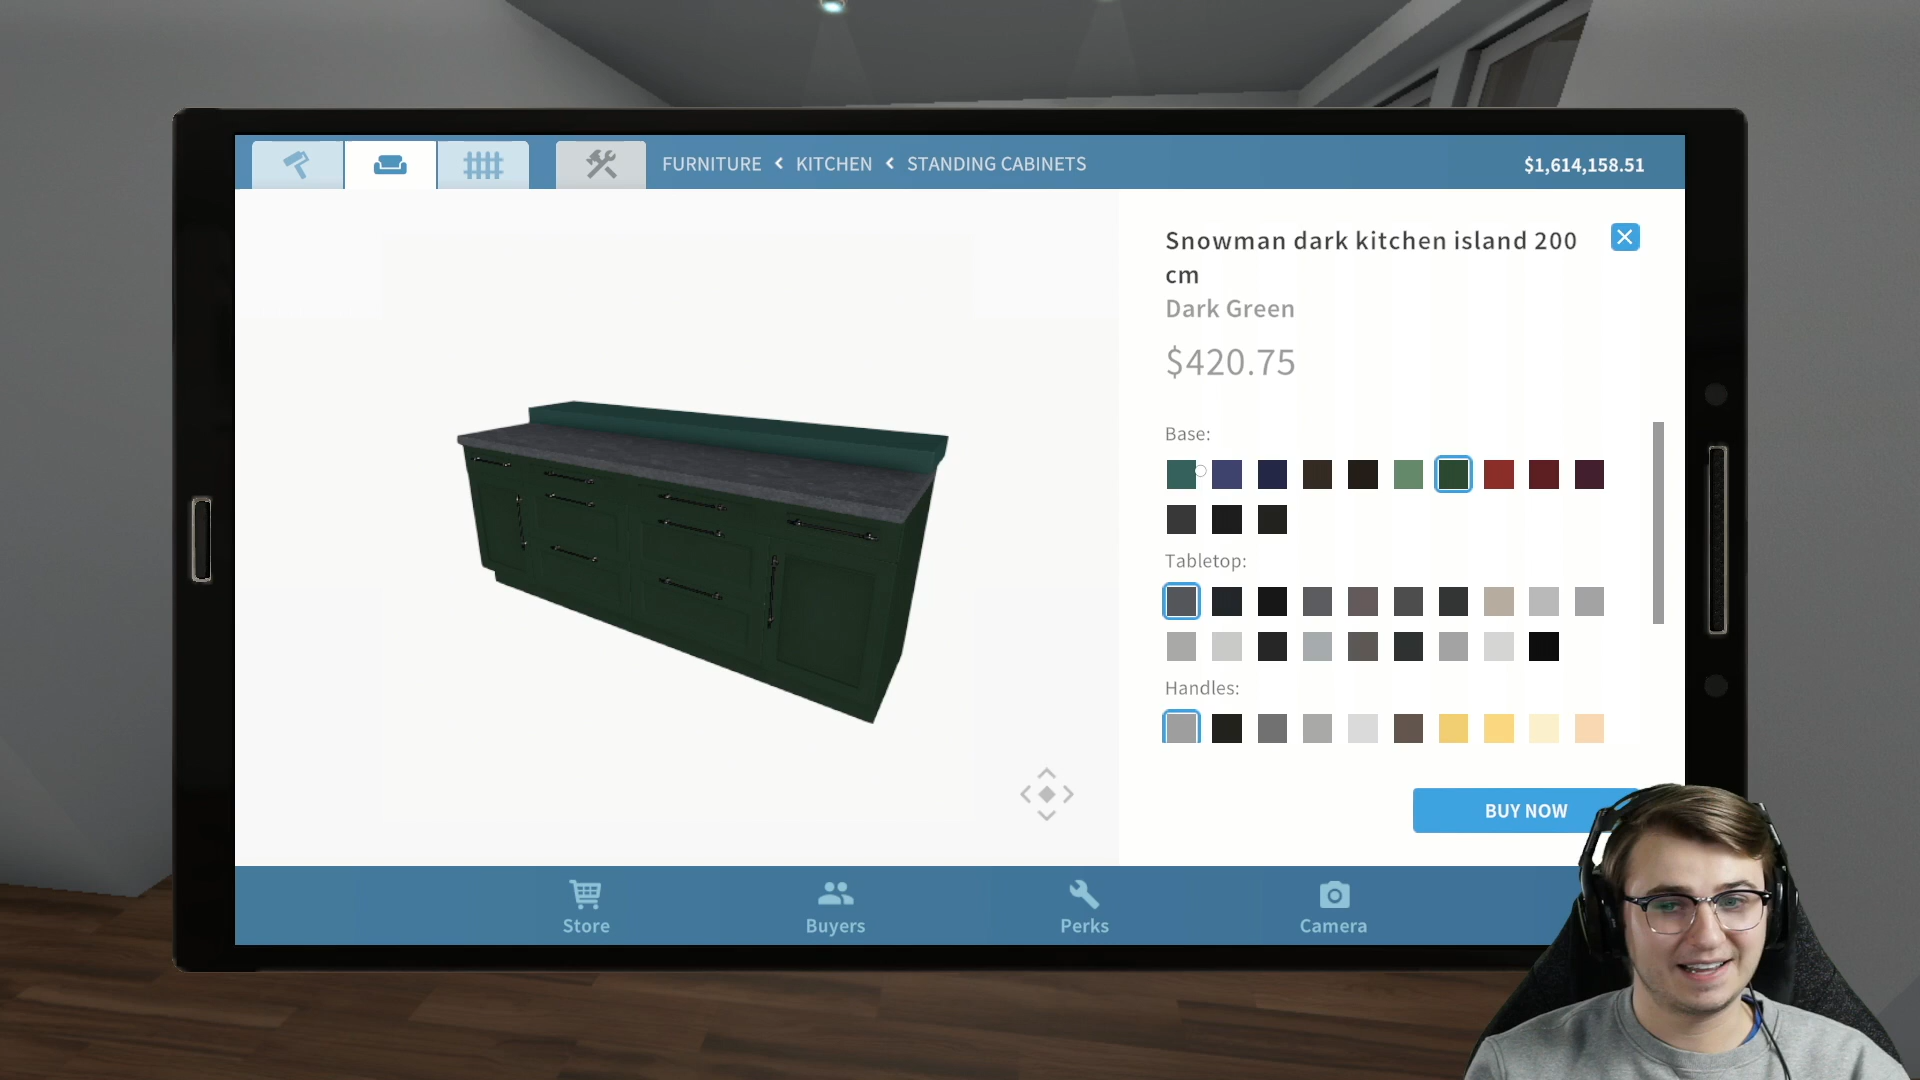 FURNITURE < KITCHEN < STANDING CABINETS
$1,614,158.51
Snowman dark kitchen island 200
cm
Dark Green
$420.75
Base:
Tabletop:
Handles:
BUY NOW
Store
Buyers
Perks
Camera